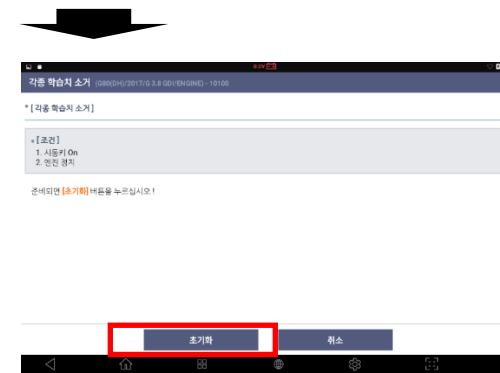 각종 학습치 소거 (G80(DH)/2017/G 3.8 GDI/ENGINE) - 10100
* [각종 학습치 소거]
[조건]
1. 시동키 On
2. 엔진 정지
준비되면 [초기화] 버튼을 누르십시오 !
초기화
취소